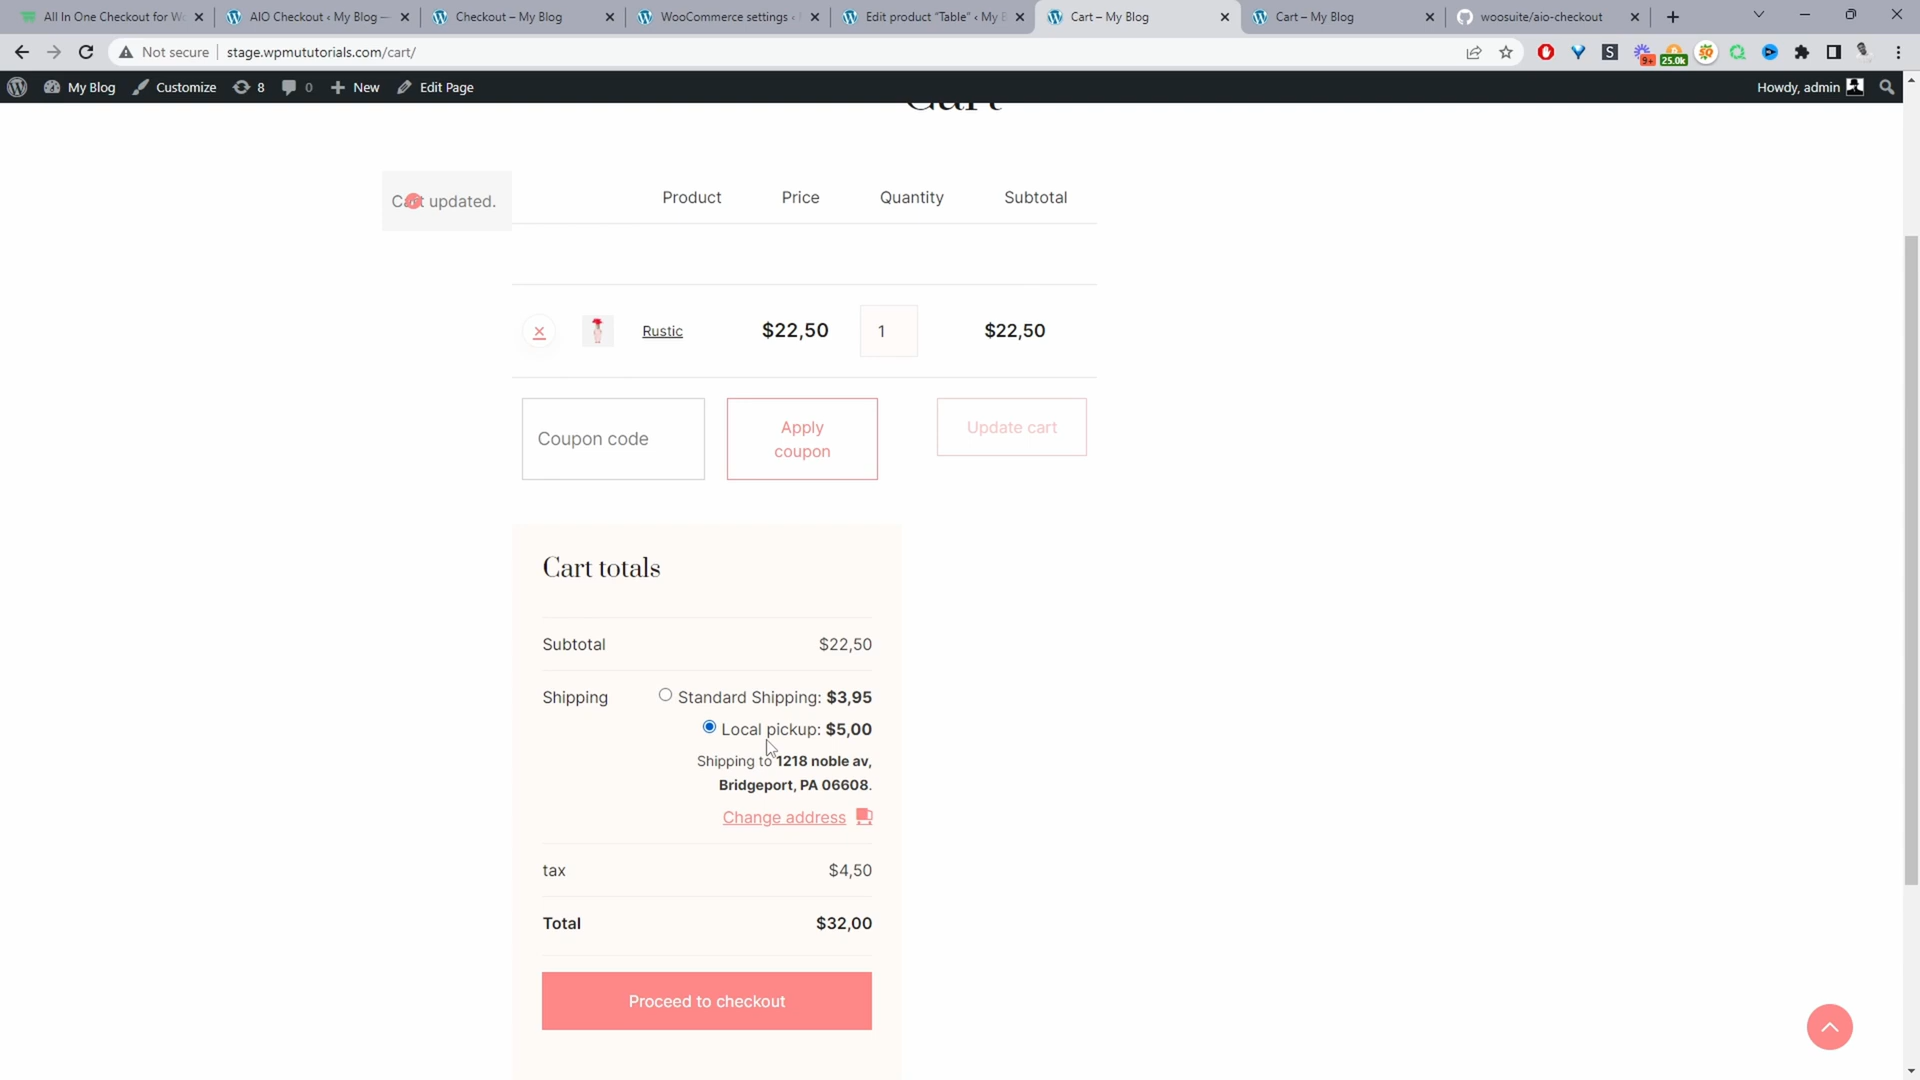 All In One Checkout for Wo
AIO Checkout ‹ My Blog —
Checkout – My Blog
WooCommerce settings ‹
Edit product “Table” ‹ My B
Cart – My Blog
Cart – My Blog
woosuite/aio-checkout
Not secure
stage.wpmututorials.com/cart/
9+
25.0k
My Blog
Customize
8
0
New
Edit Page
Howdy, admin
Cart
Cart updated.
Product
Price
Quantity
Subtotal
Rustic
$22,50
1
$22,50
Coupon code
Apply
coupon
Update cart
Cart totals
Subtotal
$22,50
Shipping
Standard Shipping: $3,95
Local pickup: $5,00
Shipping to 1218 noble av,
Bridgeport, PA 06608.
Change address
tax
$4,50
Total
$32,00
Proceed to checkout